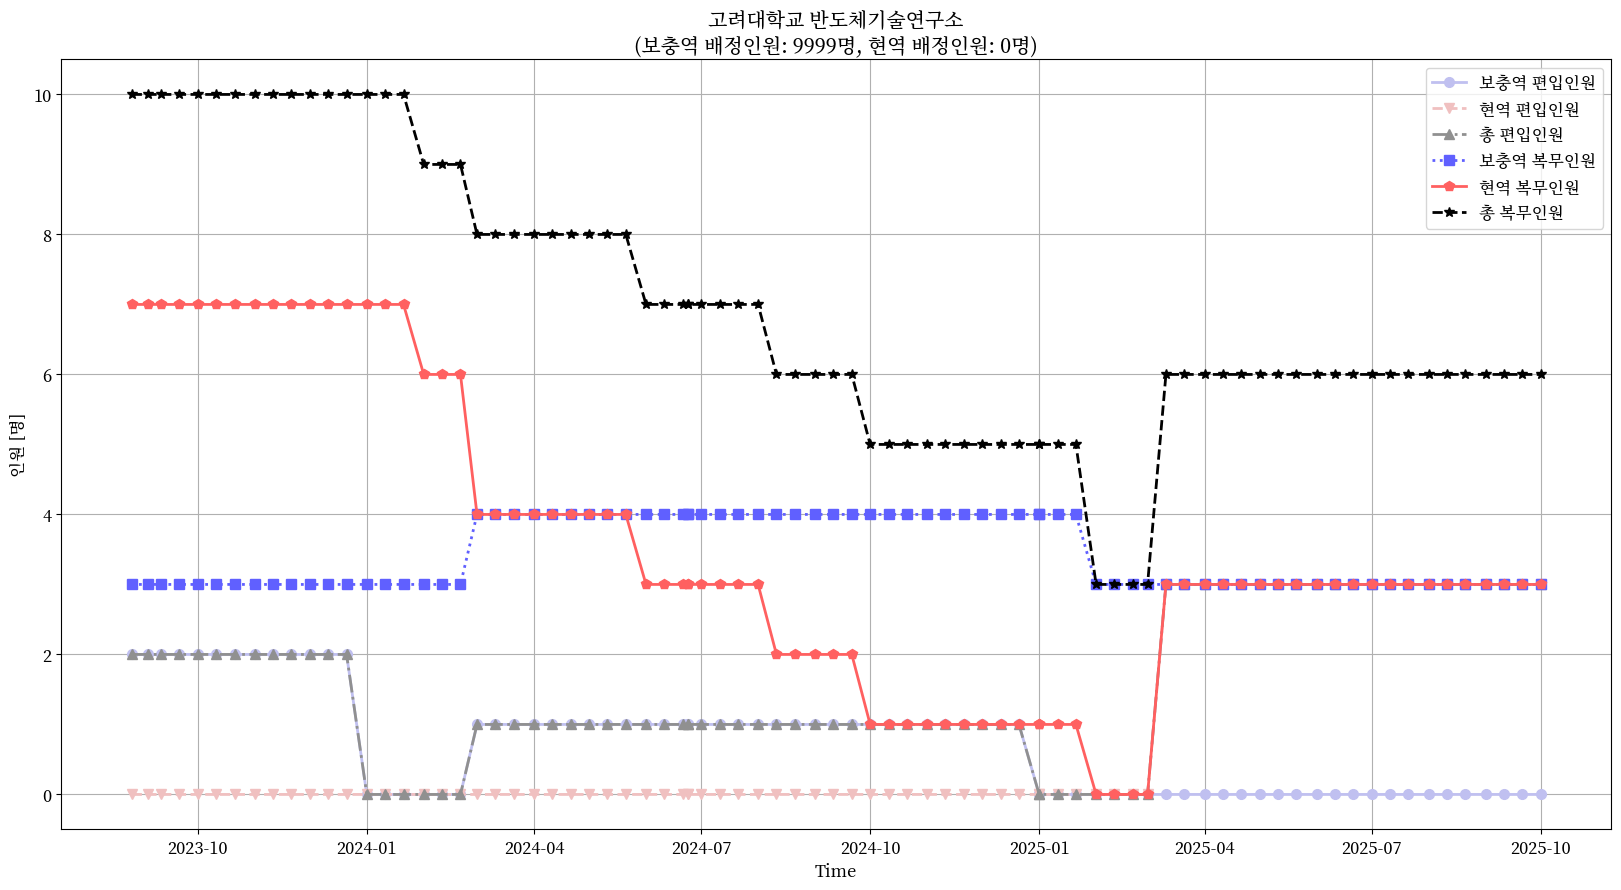 고려대학교 반도체기술연구소
(보충역 배정인원: 9999명, 현역 배정인원: 0명)
보충역 편입인원
현역 편입인원
총 편입인원
보충역 복무인원
현역 복무인원
총 복무인원
인원 [명]
10
8
6
4
2
0
2023-10
2024-01
2024-04
2024-07
2024-10
2025-01
2025-04
2025-07
2025-10
Time